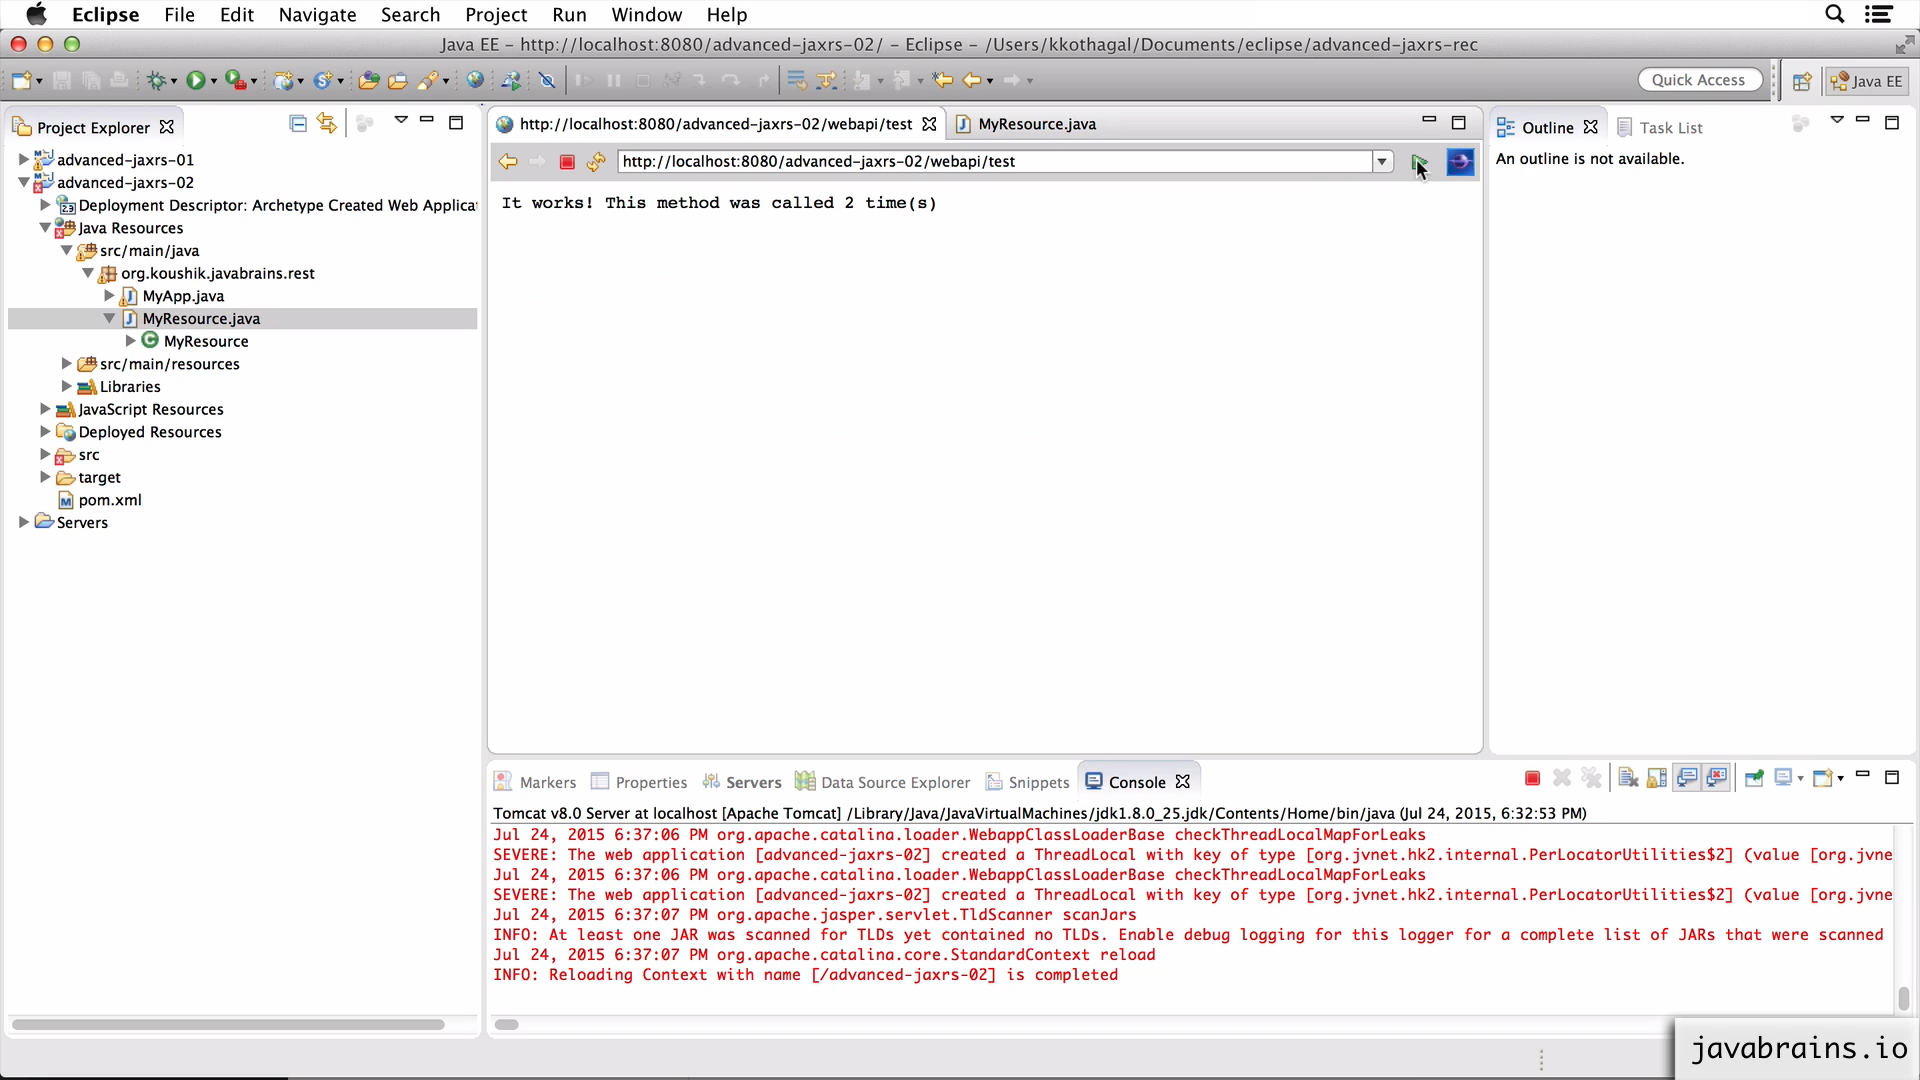 Eclipse File Edit Navigate Search Project Run Window Help
Java EE – http://localhost:8080/advanced-jaxrs-02/ – Eclipse – /Users/kkothagal/Documents/eclipse/advanced-jaxrs-rec
Quick Access
Java EE
Project Explorer
advanced-jaxrs-01
advanced-jaxrs-02
Deployment Descriptor: Archetype Created Web Applica
Java Resources
src/main/java
org.koushik.javabrains.rest
MyApp.java
MyResource.java
MyResource
src/main/resources
Libraries
JavaScript Resources
Deployed Resources
src
target
pom.xml
Servers
http://localhost:8080/advanced-jaxrs-02/webapi/test
MyResource.java
http://localhost:8080/advanced-jaxrs-02/webapi/test
It works! This method was called 2 time(s)
Outline
Task List
An outline is not available.
Markers Properties Servers Data Source Explorer Snippets Console
Tomcat v8.0 Server at localhost [Apache Tomcat] /Library/Java/JavaVirtualMachines/jdk1.8.0_25.jdk/Contents/Home/bin/java (Jul 24, 2015, 6:32:53 PM)
Jul 24, 2015 6:37:06 PM org.apache.catalina.loader.WebappClassLoaderBase checkThreadLocalMapForLeaks
SEVERE: The web application [advanced-jaxrs-02] created a ThreadLocal with key of type [org.jvnet.hk2.internal.PerLocatorUtilities$2] (value [org.jvne
Jul 24, 2015 6:37:06 PM org.apache.catalina.loader.WebappClassLoaderBase checkThreadLocalMapForLeaks
SEVERE: The web application [advanced-jaxrs-02] created a ThreadLocal with key of type [org.jvnet.hk2.internal.PerLocatorUtilities$2] (value [org.jvne
Jul 24, 2015 6:37:07 PM org.apache.jasper.servlet.TldScanner scanJars
INFO: At least one JAR was scanned for TLDs yet contained no TLDs. Enable debug logging for this logger for a complete list of JARs that were scanned
Jul 24, 2015 6:37:07 PM org.apache.catalina.core.StandardContext reload
INFO: Reloading Context with name [/advanced-jaxrs-02] is completed
javabrains.io